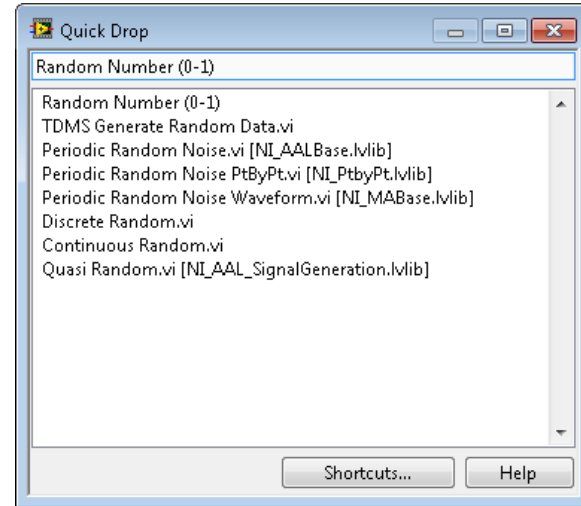 Quick Drop
Random Number (0-1)
Random Number (0-1)
TDMS Generate Random Data.vi
Periodic Random Noise.vi [NI_AALBase.lvlib]
Periodic Random Noise PtByPt.vi [NI_PtbyPt.lvlib]
Periodic Random Noise Waveform.vi [NI_MABase.lvlib]
Discrete Random.vi
Continuous Random.vi
Quasi Random.vi [NI_AAL_SignalGeneration.lvlib]
Shortcuts... Help